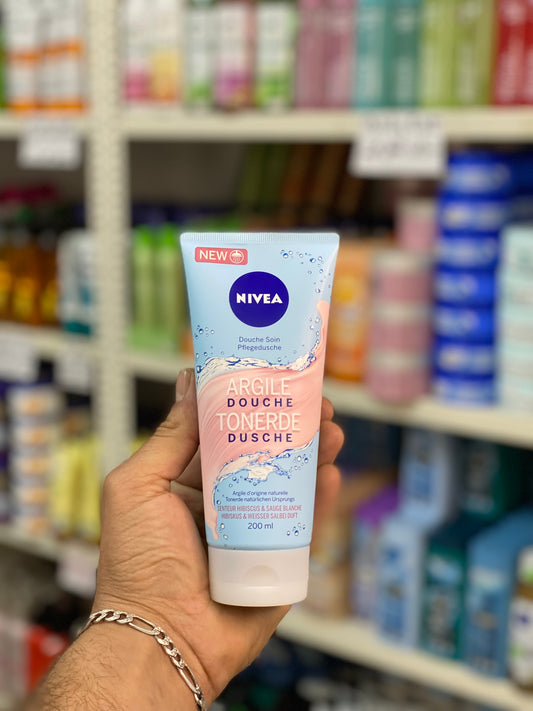 NEW
NIVEA
Douche Soin
Pflegedusche
ARGILE
DOUCHE
TONERDE
DUSCHE
Argile d'origine naturelle
Tonerde natürlichen Ursprungs
SENTEUR HIBISCUS & SAUGE BLANCHE
HIBISKUS & WEISSER SALBEI DUFT
200 ml